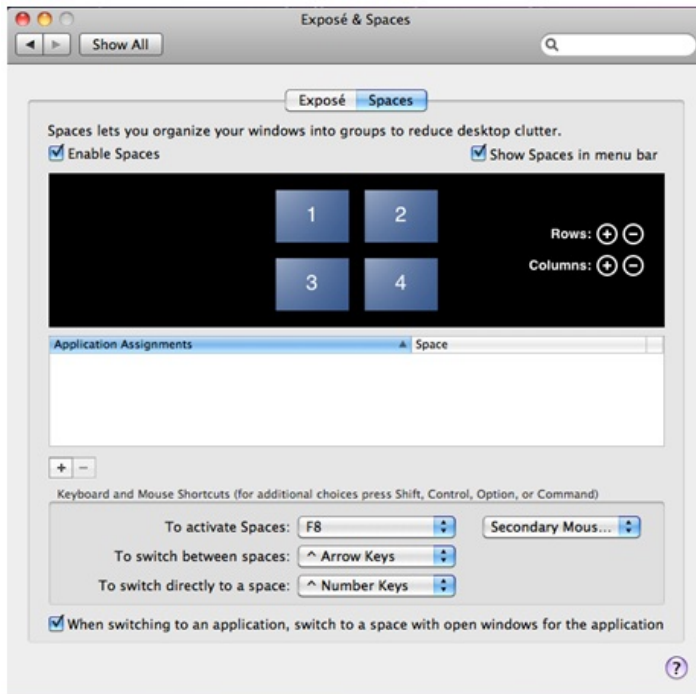 Exposé & Spaces
Show All
Exposé Spaces
Spaces lets you organize your windows into groups to reduce desktop clutter.
Enable Spaces Show Spaces in menu bar
1 2
Rows: + −
Columns: + −
3 4
Application Assignments Space
+ −
Keyboard and Mouse Shortcuts (for additional choices press Shift, Control, Option, or Command)
To activate Spaces: F8 Secondary Mous...
To switch between spaces: ^ Arrow Keys
To switch directly to a space: ^ Number Keys
When switching to an application, switch to a space with open windows for the application
?